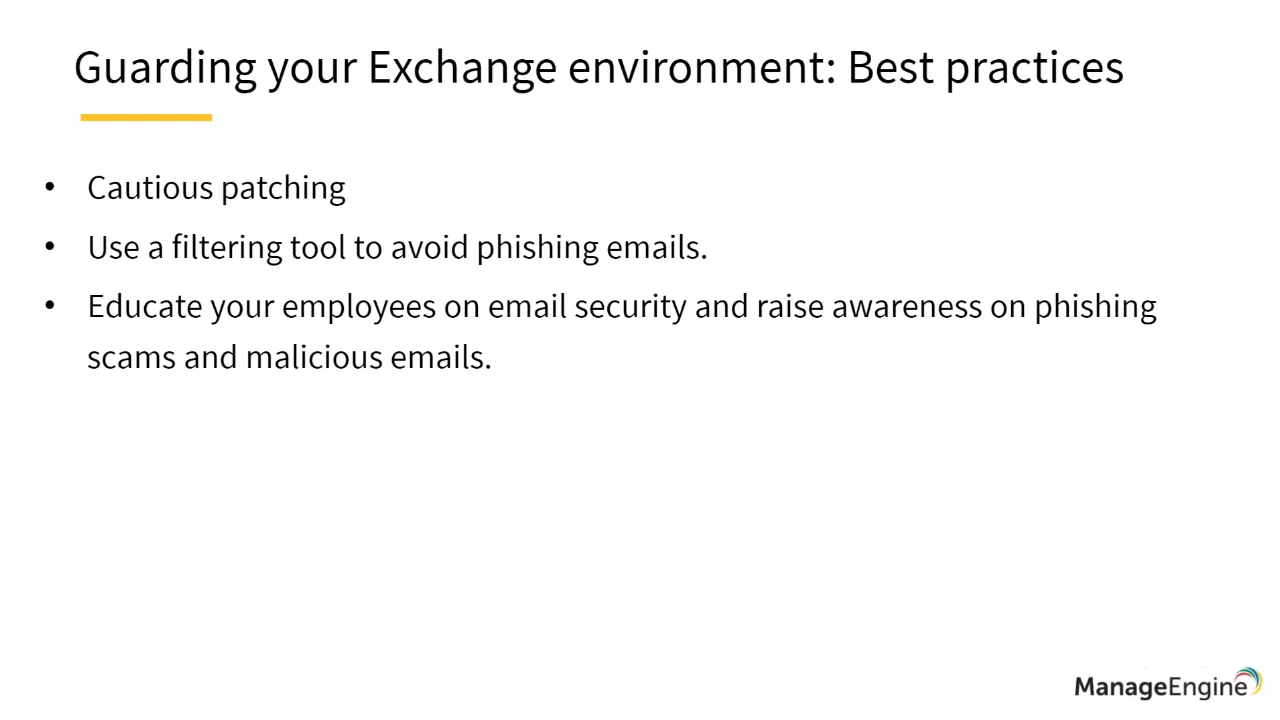 Guarding your Exchange environment: Best practices
• Cautious patching
• Use a filtering tool to avoid phishing emails.
• Educate your employees on email security and raise awareness on phishing
scams and malicious emails.
ManageEngine